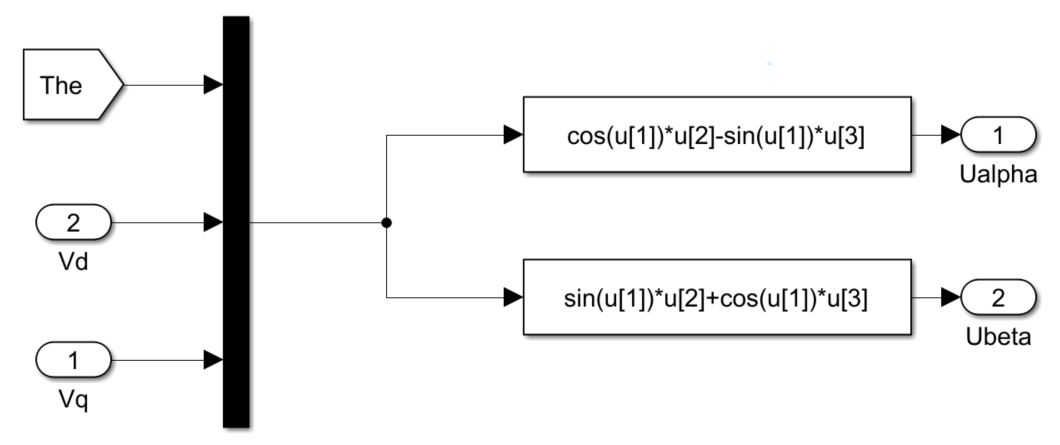 The
2
Vd
1
Vq
cos(u[1])*u[2]-sin(u[1])*u[3]
1
Ualpha
sin(u[1])*u[2]+cos(u[1])*u[3]
2
Ubeta